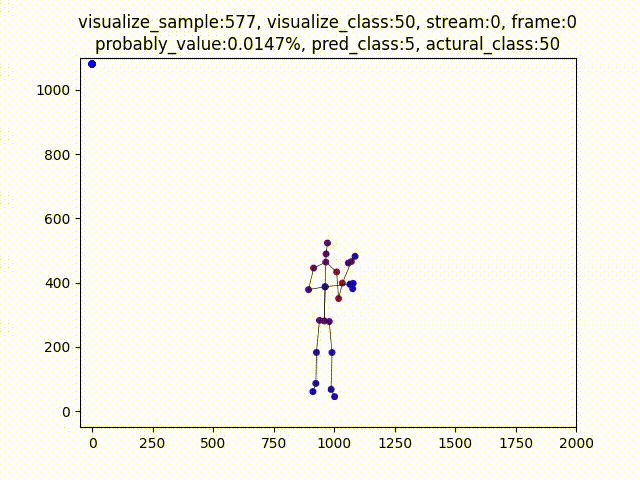 visualize_sample:577, visualize_class:50, stream:0, frame:0
probably_value:0.0147%, pred_class:5, actural_class:50
1000
800
600
400
200
0
0 250 500 750 1000 1250 1500 1750 2000